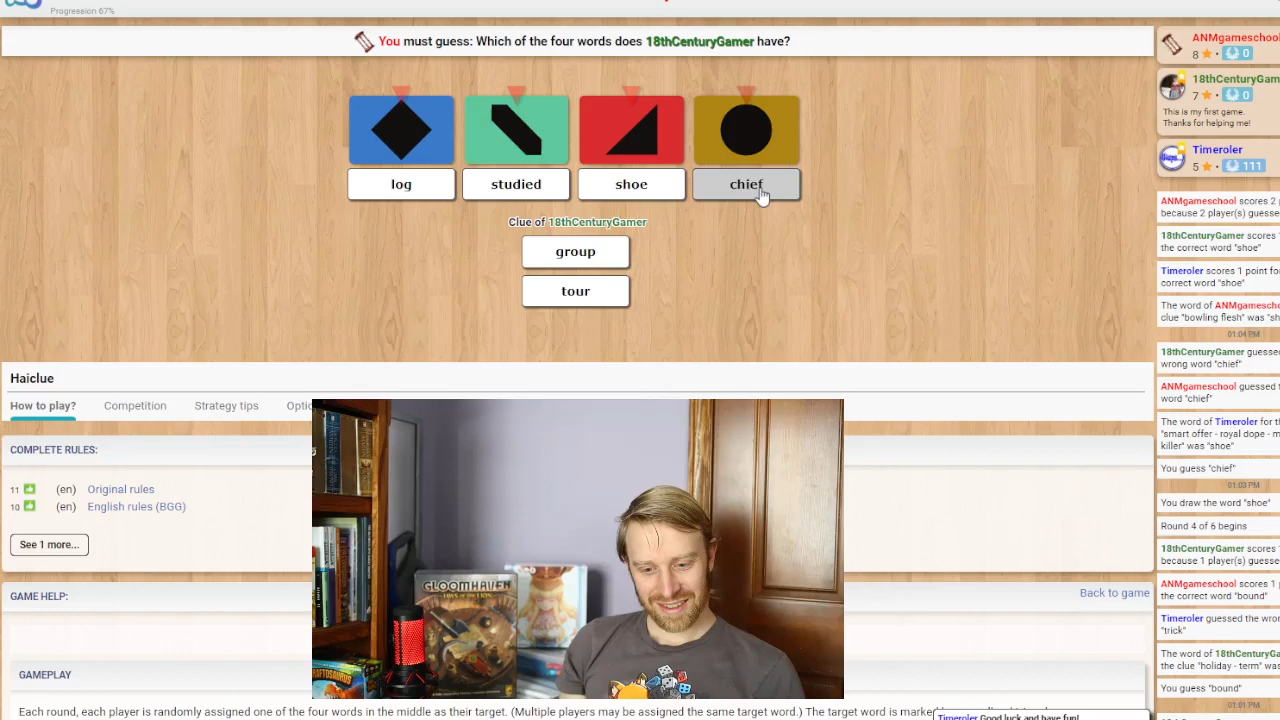 Progression 67%
You must guess: Which of the four words does 18thCenturyGamer have?
log
studied
shoe
chief
Clue of 18thCenturyGamer
group
tour
ANMgameschool
8 · 0
18thCenturyGam
7 · 0
This is my first game.
Thanks for helping me!
Timeroler
5 · 111
ANMgameschool scores 2 p
because 2 player(s) guesse
18thCenturyGamer scores 1
the correct word "shoe"
Timeroler scores 1 point fo
correct word "shoe"
The word of ANMgamesch
clue "bowling flesh" was "sh
01:04 PM
18thCenturyGamer guesse
wrong word "chief"
ANMgameschool guessed t
word "chief"
The word of Timeroler for th
"smart offer - royal dope - m
killer" was "shoe"
You guess "chief"
01:03 PM
You draw the word "shoe"
Round 4 of 6 begins
18thCenturyGamer scores 1
because 1 player(s) guesse
ANMgameschool scores 1 p
the correct word "bound"
Timeroler guessed the wro
"trick"
The word of 18thCenturyGa
the clue "holiday - term" wa
You guess "bound"
01:01 PM
Haiclue
How to play?
Competition
Strategy tips
Optio
COMPLETE RULES:
11 (en) Original rules
10 (en) English rules (BGG)
See 1 more...
GAME HELP:
Back to game
GAMEPLAY
Each round, each player is randomly assigned one of the four words in the middle as their target. (Multiple players may be assigned the same target word.) The target word is marke
Timeroler Good luck and have fun!
GLOOMHAVEN
JAWS OF THE LION
RAFTOSAURUS